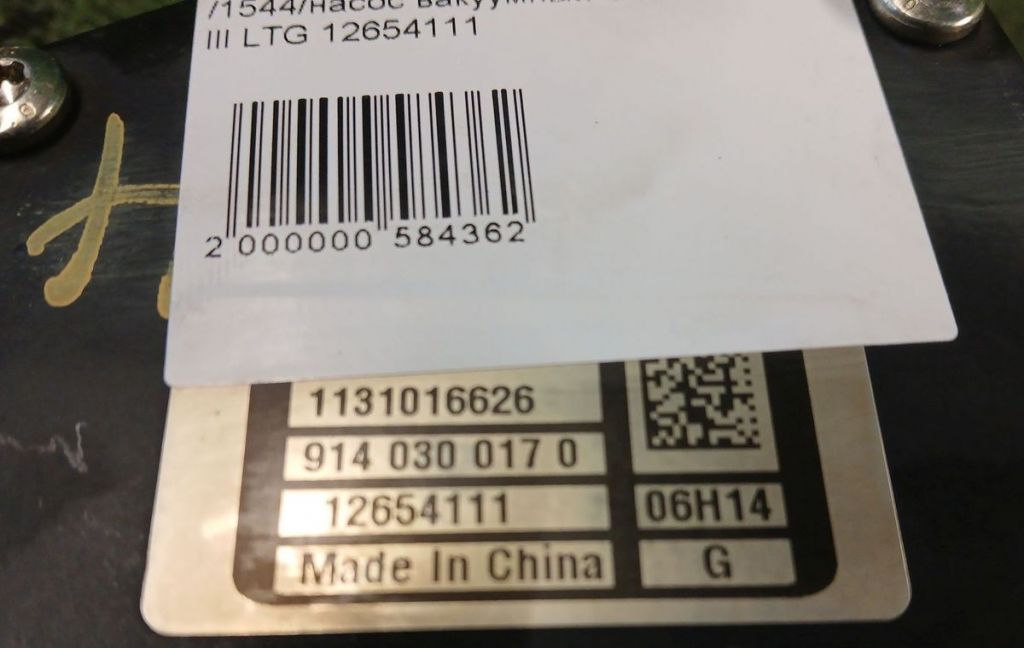 /1544/насос
III LTG 12654111
2 000000 584362
1131016626
914 030 017 0
12654111
06H14
Made In China
G